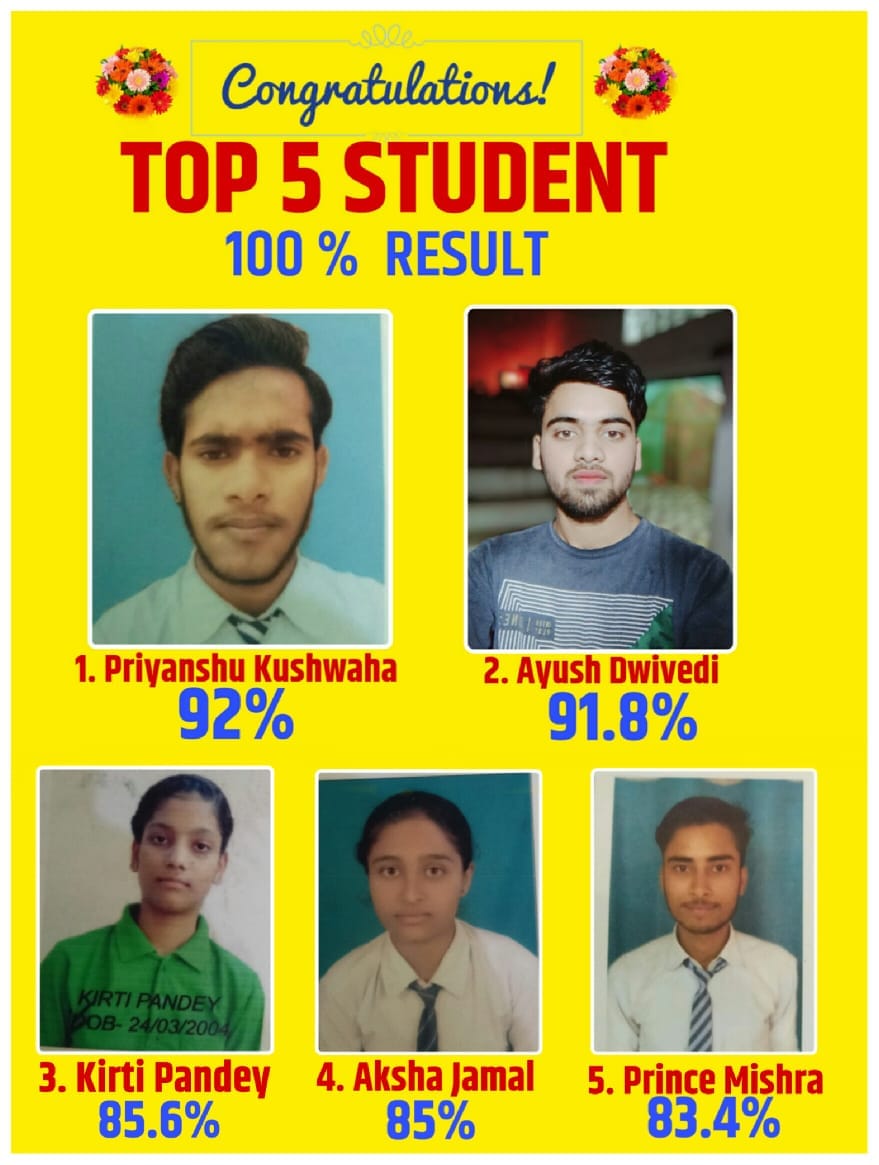 Congratulations!
TOP 5 STUDENT
100 % RESULT
1. Priyanshu Kushwaha
92%
2. Ayush Dwivedi
91.8%
KIRTI PANDEY
DOB- 24/03/2004
3. Kirti Pandey
85.6%
4. Aksha Jamal
85%
5. Prince Mishra
83.4%